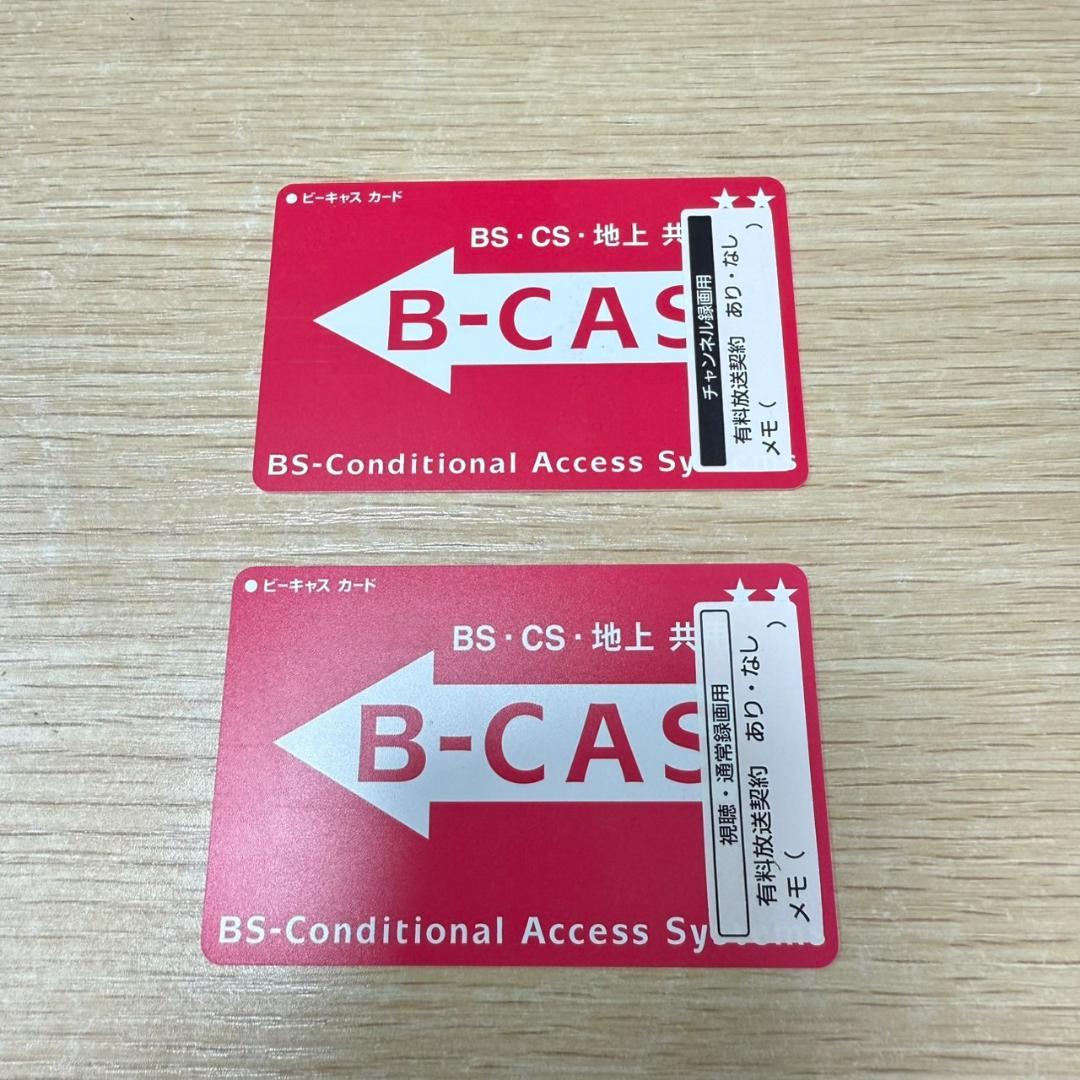 ビーキャス カード
BS・CS・地上 共
B-CAS
BS-Conditional Access Systems
チャンネル録画用
有料放送契約 あり・なし
メモ( )
ビーキャス カード
BS・CS・地上 共
B-CAS
BS-Conditional Access Systems
視聴・通常録画用
有料放送契約 あり・なし
メモ( )